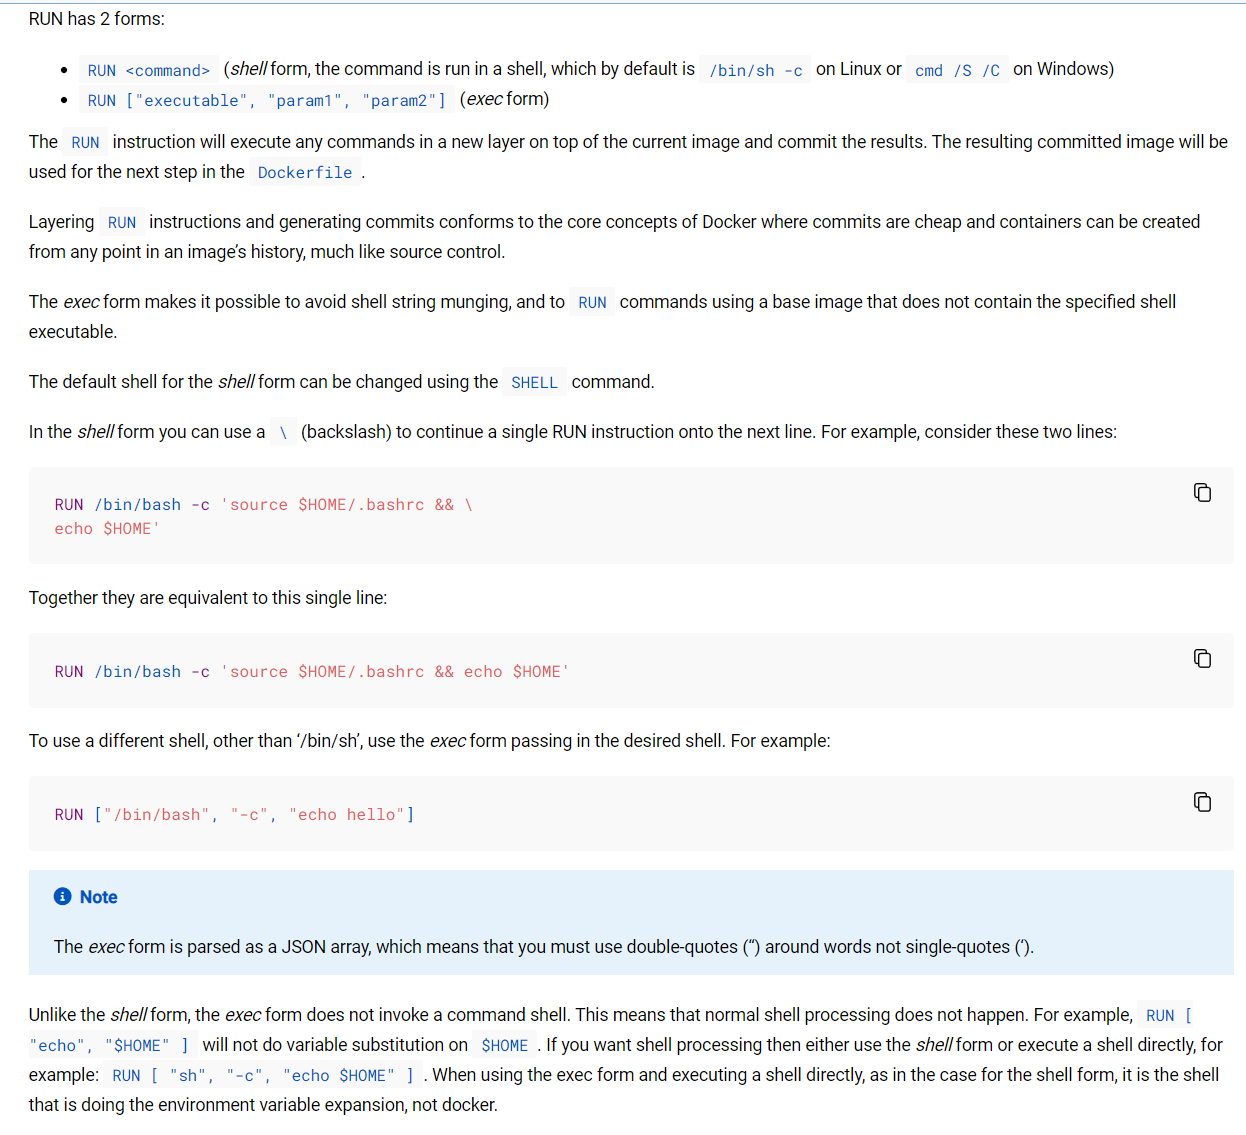 RUN has 2 forms:
• RUN <command> (shell form, the command is run in a shell, which by default is /bin/sh -c on Linux or cmd /S /C on Windows)
• RUN ["executable", "param1", "param2"] (exec form)
The RUN instruction will execute any commands in a new layer on top of the current image and commit the results. The resulting committed image will be
used for the next step in the Dockerfile .
Layering RUN instructions and generating commits conforms to the core concepts of Docker where commits are cheap and containers can be created
from any point in an image’s history, much like source control.
The exec form makes it possible to avoid shell string munging, and to RUN commands using a base image that does not contain the specified shell
executable.
The default shell for the shell form can be changed using the SHELL command.
In the shell form you can use a \ (backslash) to continue a single RUN instruction onto the next line. For example, consider these two lines:
RUN /bin/bash -c 'source $HOME/.bashrc && \
echo $HOME'
Together they are equivalent to this single line:
RUN /bin/bash -c 'source $HOME/.bashrc && echo $HOME'
To use a different shell, other than ‘/bin/sh’, use the exec form passing in the desired shell. For example:
RUN ["/bin/bash", "-c", "echo hello"]
Note
The exec form is parsed as a JSON array, which means that you must use double-quotes (“) around words not single-quotes (‘).
Unlike the shell form, the exec form does not invoke a command shell. This means that normal shell processing does not happen. For example, RUN [
"echo", "$HOME" ] will not do variable substitution on $HOME . If you want shell processing then either use the shell form or execute a shell directly, for
example: RUN [ "sh", "-c", "echo $HOME" ] . When using the exec form and executing a shell directly, as in the case for the shell form, it is the shell
that is doing the environment variable expansion, not docker.